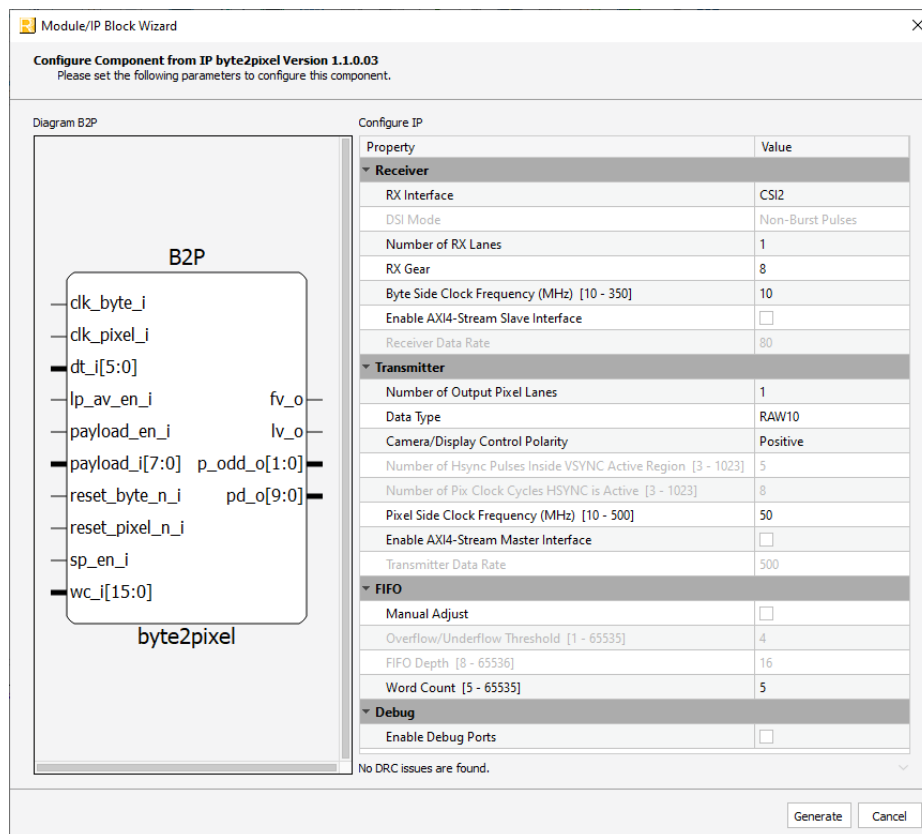 Module/IP Block Wizard
Configure Component from IP byte2pixel Version 1.1.0.03
Please set the following parameters to configure this component.
Diagram B2P
B2P
clk_byte_i
clk_pixel_i
dt_i[5:0]
lp_av_en_i fv_o
payload_en_i lv_o
payload_i[7:0] p_odd_o[1:0]
reset_byte_n_i pd_o[9:0]
reset_pixel_n_i
sp_en_i
wc_i[15:0]
byte2pixel
Configure IP
Property Value
Receiver
RX Interface CSI2
DSI Mode Non-Burst Pulses
Number of RX Lanes 1
RX Gear 8
Byte Side Clock Frequency (MHz) [10 - 350] 10
Enable AXI4-Stream Slave Interface
Receiver Data Rate 80
Transmitter
Number of Output Pixel Lanes 1
Data Type RAW10
Camera/Display Control Polarity Positive
Number of Hsync Pulses Inside VSYNC Active Region [3 - 1023] 5
Number of Pix Clock Cycles HSYNC is Active [3 - 1023] 8
Pixel Side Clock Frequency (MHz) [10 - 500] 50
Enable AXI4-Stream Master Interface
Transmitter Data Rate 500
FIFO
Manual Adjust
Overflow/Underflow Threshold [1 - 65535] 4
FIFO Depth [8 - 65536] 16
Word Count [5 - 65535] 5
Debug
Enable Debug Ports
No DRC issues are found.
Generate Cancel